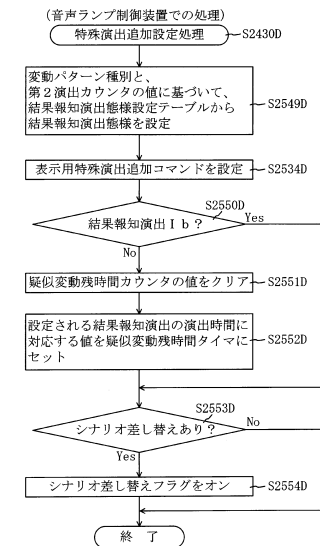 (音声ランプ制御装置での処理)
特殊演出追加設定処理
S2430D
変動パターン種別と、
第2演出カウンタの値に基づいて、
結果報知演出態様設定テーブルから
結果報知演出態様を設定
S2549D
表示用特殊演出追加コマンドを設定
S2534D
S2550D
結果報知演出Ib?
Yes
No
疑似変動残時間カウンタの値をクリア
S2551D
設定される結果報知演出の演出時間に
対応する値を疑似変動残時間タイマに
セット
S2552D
S2553D
シナリオ差し替えあり?
No
Yes
シナリオ差し替えフラグをオン
S2554D
終 了